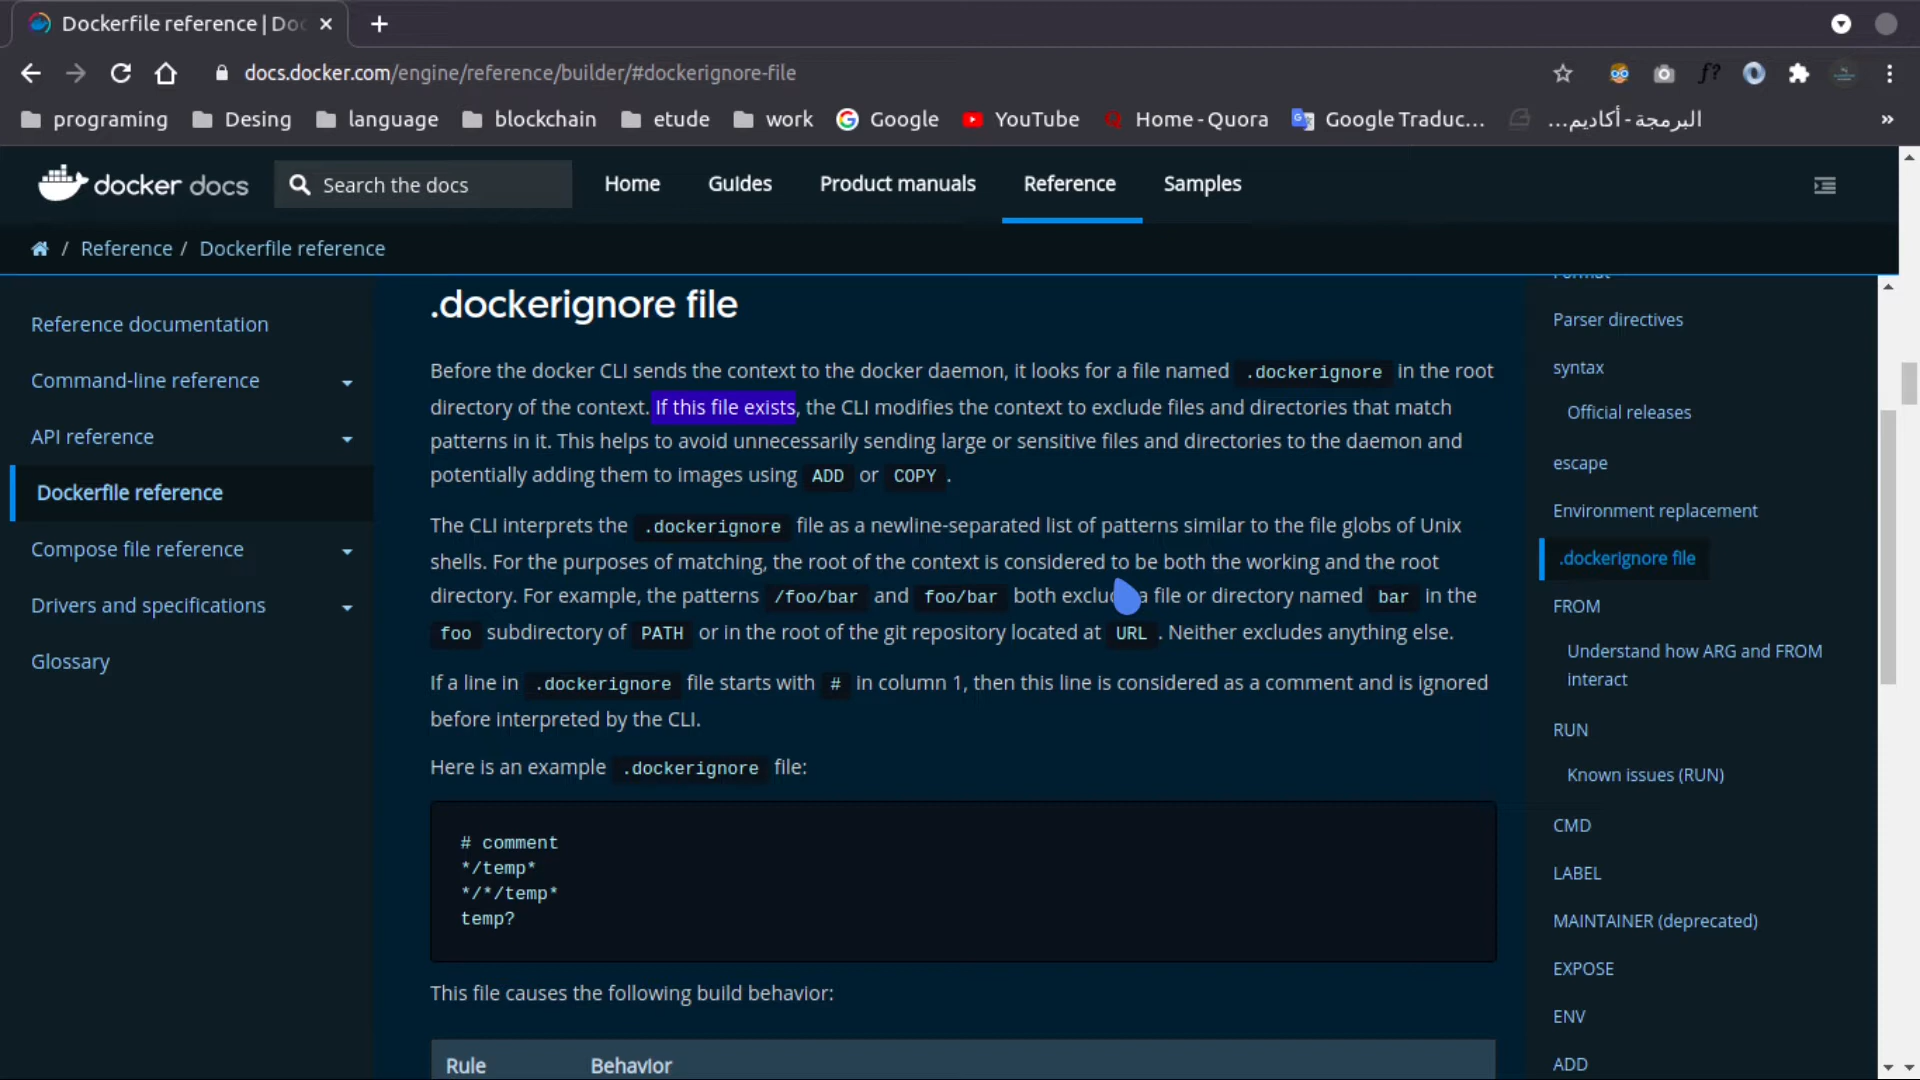 Dockerfile reference | Doc
docs.docker.com/engine/reference/builder/#dockerignore-file
f?
programing Desing language blockchain etude work Google YouTube Home - Quora Google Traduc... البرمجة - أكاديم... »
docker docs Search the docs Home Guides Product manuals Reference Samples
/ Reference / Dockerfile reference
Reference documentation
Command-line reference
API reference
Dockerfile reference
Compose file reference
Drivers and specifications
Glossary
.dockerignore file
Before the docker CLI sends the context to the docker daemon, it looks for a file named .dockerignore in the root
directory of the context. If this file exists, the CLI modifies the context to exclude files and directories that match
patterns in it. This helps to avoid unnecessarily sending large or sensitive files and directories to the daemon and
potentially adding them to images using ADD or COPY .
The CLI interprets the .dockerignore file as a newline-separated list of patterns similar to the file globs of Unix
shells. For the purposes of matching, the root of the context is considered to be both the working and the root
directory. For example, the patterns /foo/bar and foo/bar both exclude a file or directory named bar in the
foo subdirectory of PATH or in the root of the git repository located at URL . Neither excludes anything else.
If a line in .dockerignore file starts with # in column 1, then this line is considered as a comment and is ignored
before interpreted by the CLI.
Here is an example .dockerignore file:
# comment
*/temp*
*/*/temp*
temp?
This file causes the following build behavior:
Rule Behavior
Format
Parser directives
syntax
Official releases
escape
Environment replacement
.dockerignore file
FROM
Understand how ARG and FROM
interact
RUN
Known issues (RUN)
CMD
LABEL
MAINTAINER (deprecated)
EXPOSE
ENV
ADD